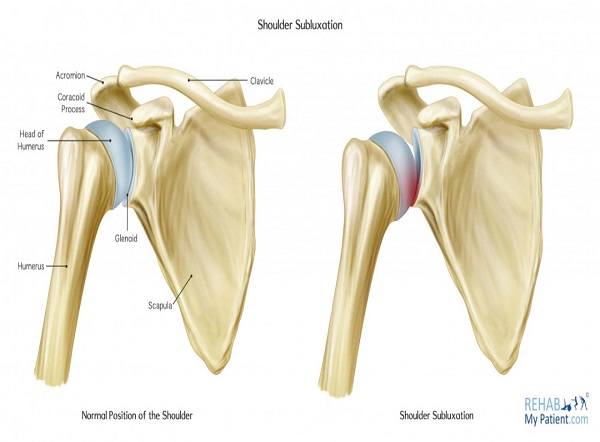 Shoulder Subluxation
Acromion
Clavicle
Coracoid
Process
Head of
Humerus
Glenoid
Humerus
Scapula
Normal Position of the Shoulder
Shoulder Subluxation
REHAB
My Patient.com
©